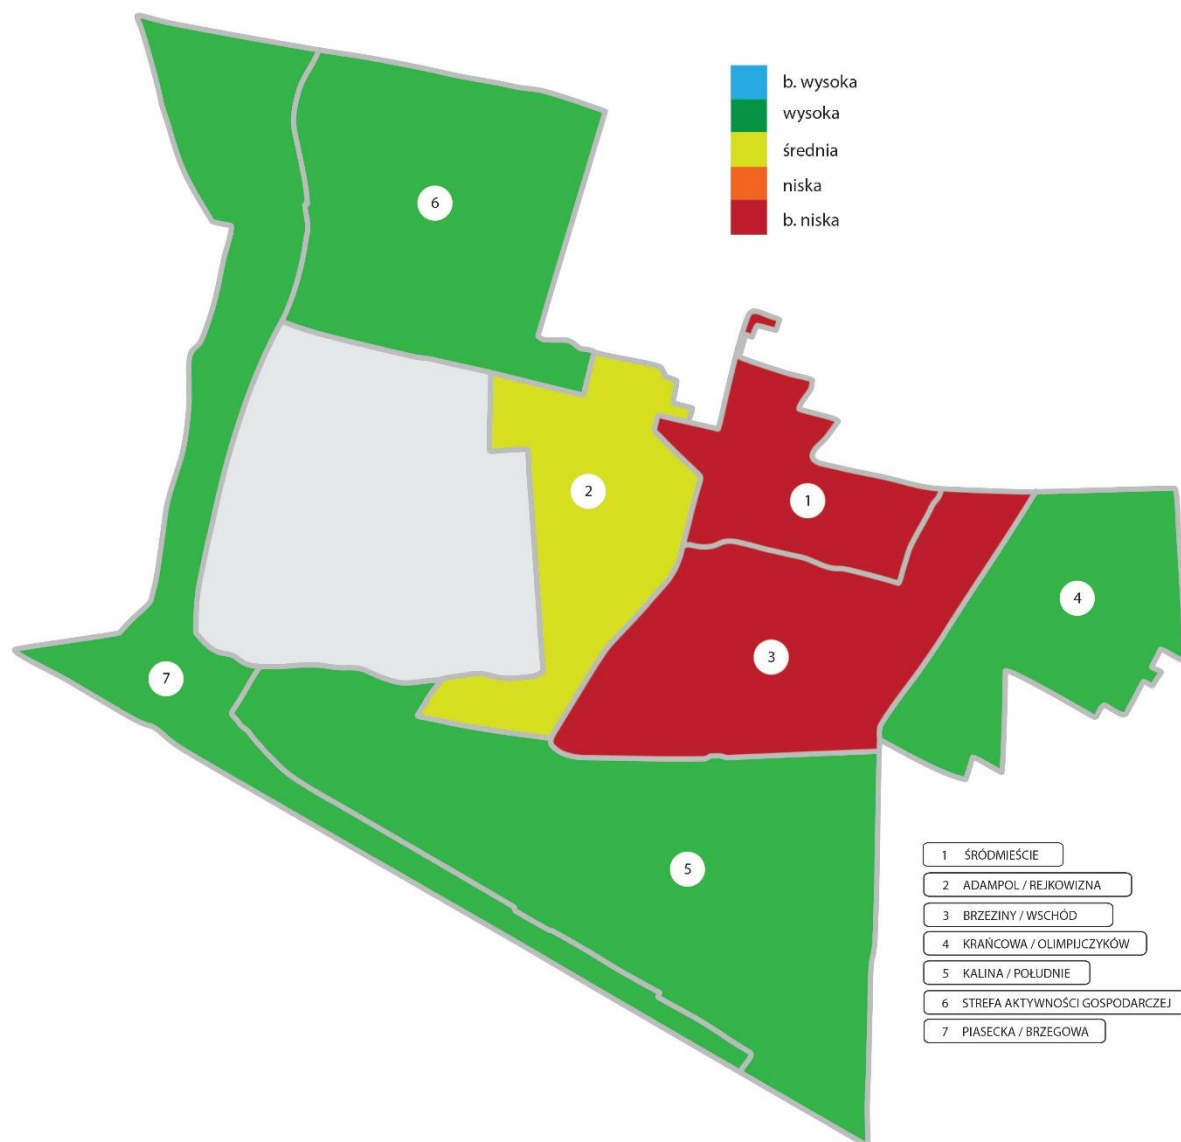 b. wysoka
wysoka
średnia
niska
b. niska
6
2
1
4
3
7
5
1 ŚRÓDMIEŚCIE
2 ADAMPOL / REJKOWIZNA
3 BRZEZINY / WSCHÓD
4 KRAŃCOWA / OLIMPIJCZYKÓW
5 KALINA / POŁUDNIE
6 STREFA AKTYWNOŚCI GOSPODARCZEJ
7 PIASECKA / BRZEGOWA